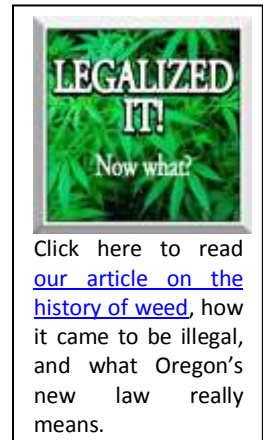 LEGALIZED
IT!
Now what?
Click here to read
our article on the
history of weed, how
it came to be illegal,
and what Oregon’s
new law really
means.